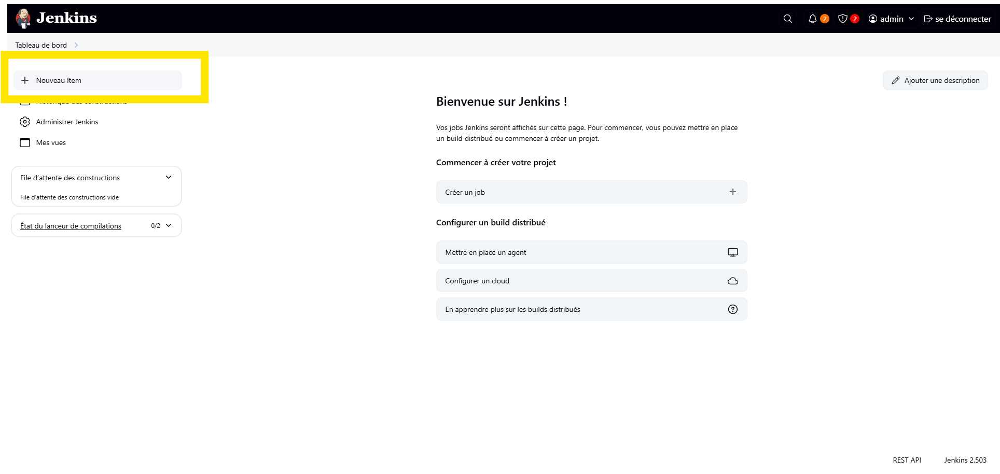 Jenkins
2
2
admin
se déconnecter
Tableau de bord
Nouveau Item
Ajouter une description
Historique des constructions
Administrer Jenkins
Mes vues
File d'attente des constructions
File d'attente des constructions vide
État du lanceur de compilations
0/2
Bienvenue sur Jenkins !
Vos jobs Jenkins seront affichés sur cette page. Pour commencer, vous pouvez mettre en place
un build distribué ou commencer à créer un projet.
Commencer à créer votre projet
Créer un job
Configurer un build distribué
Mettre en place un agent
Configurer un cloud
En apprendre plus sur les builds distribués
REST API
Jenkins 2.503